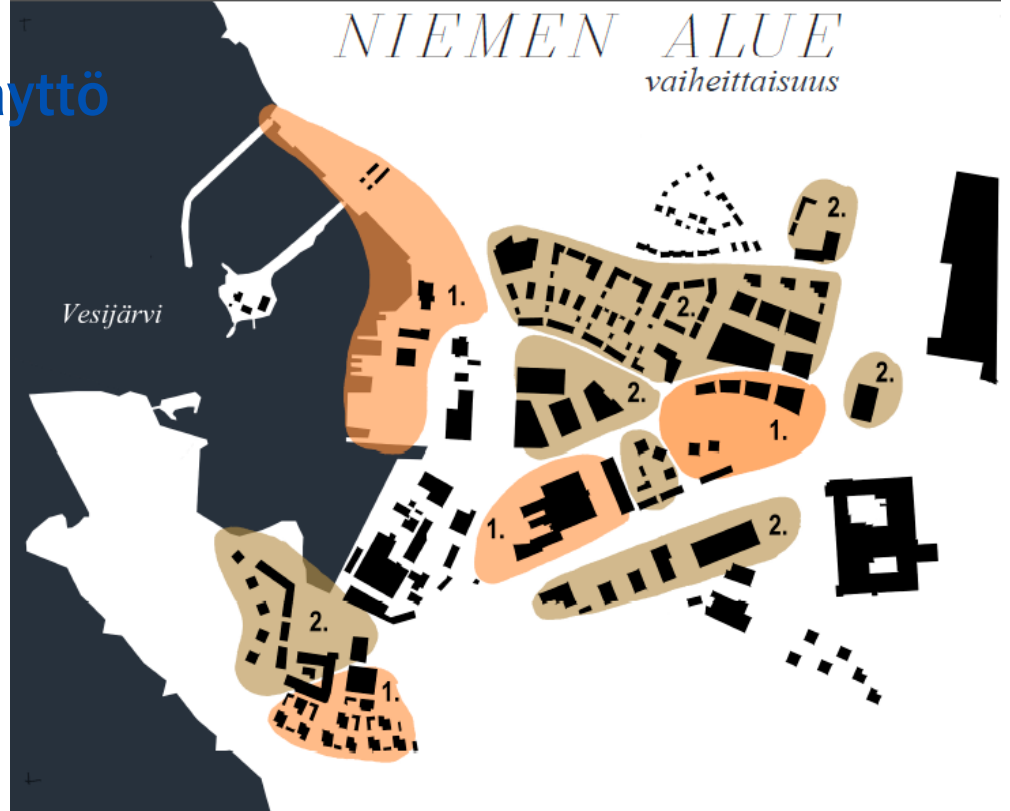 NIEMEN ALUE
vaiheittaisuus
yttö
2.
1.
2.
Vesijärvi
2.
2.
1.
1.
2.
2.
1.